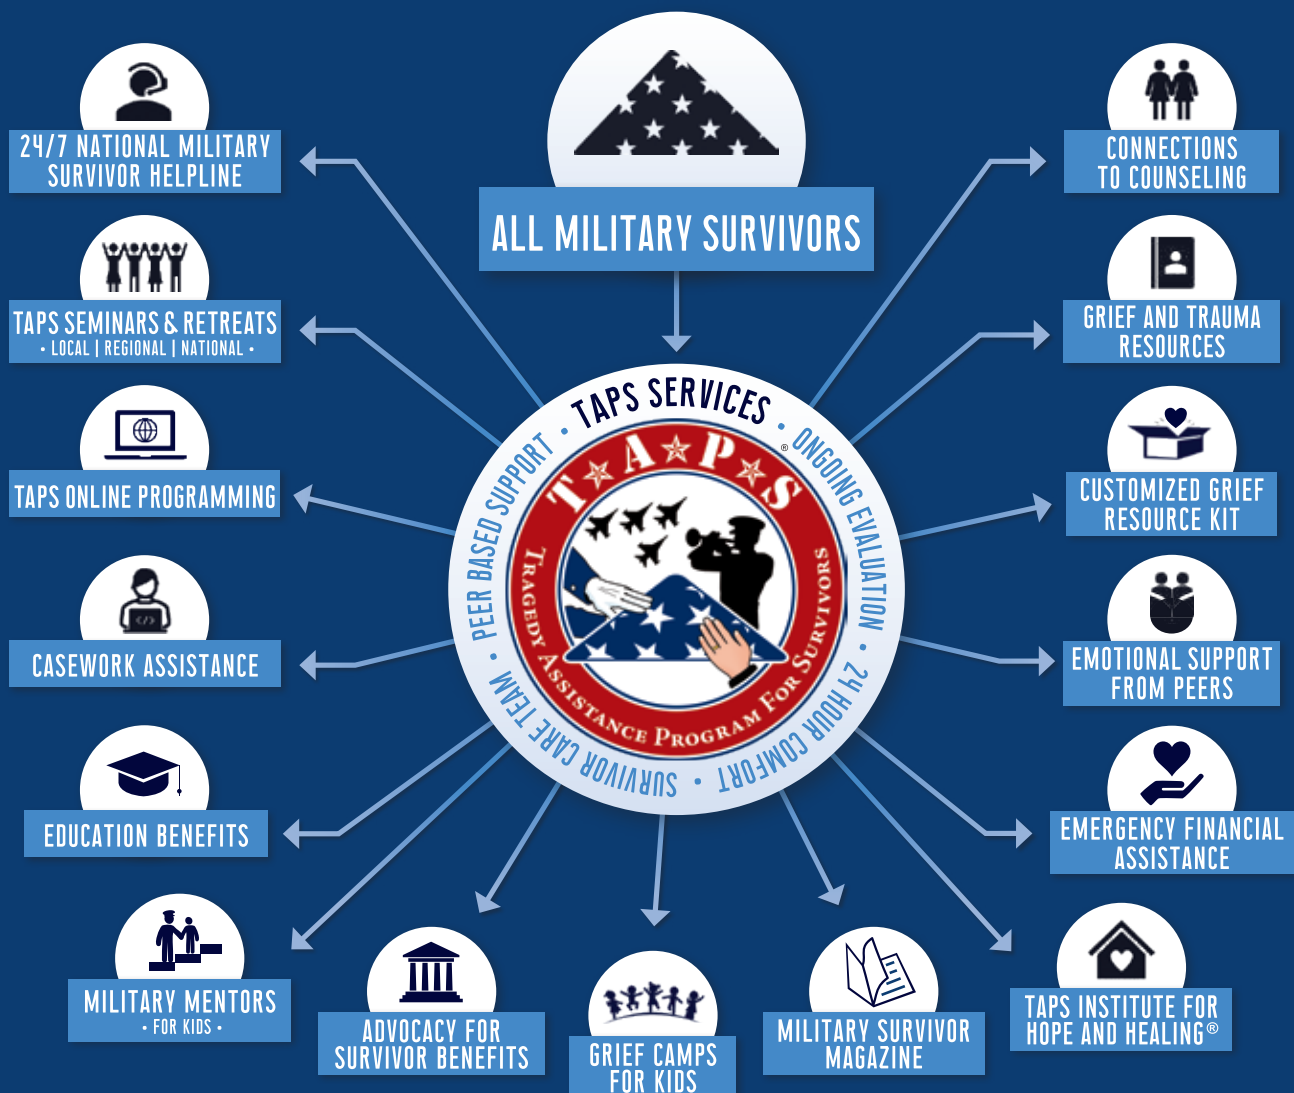 ALL MILITARY SURVIVORS
24/7 NATIONAL MILITARY
SURVIVOR HELPLINE
TAPS SEMINARS & RETREATS
• LOCAL | REGIONAL | NATIONAL •
TAPS ONLINE PROGRAMMING
CASEWORK ASSISTANCE
EDUCATION BENEFITS
MILITARY MENTORS
• FOR KIDS •
ADVOCACY FOR
SURVIVOR BENEFITS
GRIEF CAMPS
FOR KIDS
MILITARY SURVIVOR
MAGAZINE
TAPS INSTITUTE FOR
HOPE AND HEALING®
EMERGENCY FINANCIAL
ASSISTANCE
EMOTIONAL SUPPORT
FROM PEERS
CUSTOMIZED GRIEF
RESOURCE KIT
GRIEF AND TRAUMA
RESOURCES
CONNECTIONS
TO COUNSELING
TAPS SERVICES • ONGOING EVALUATION • 24 HOUR COMFORT • SURVIVOR CARE TEAM • PEER BASED SUPPORT •
T★A★P★S ®
TRAGEDY ASSISTANCE PROGRAM FOR SURVIVORS
</>